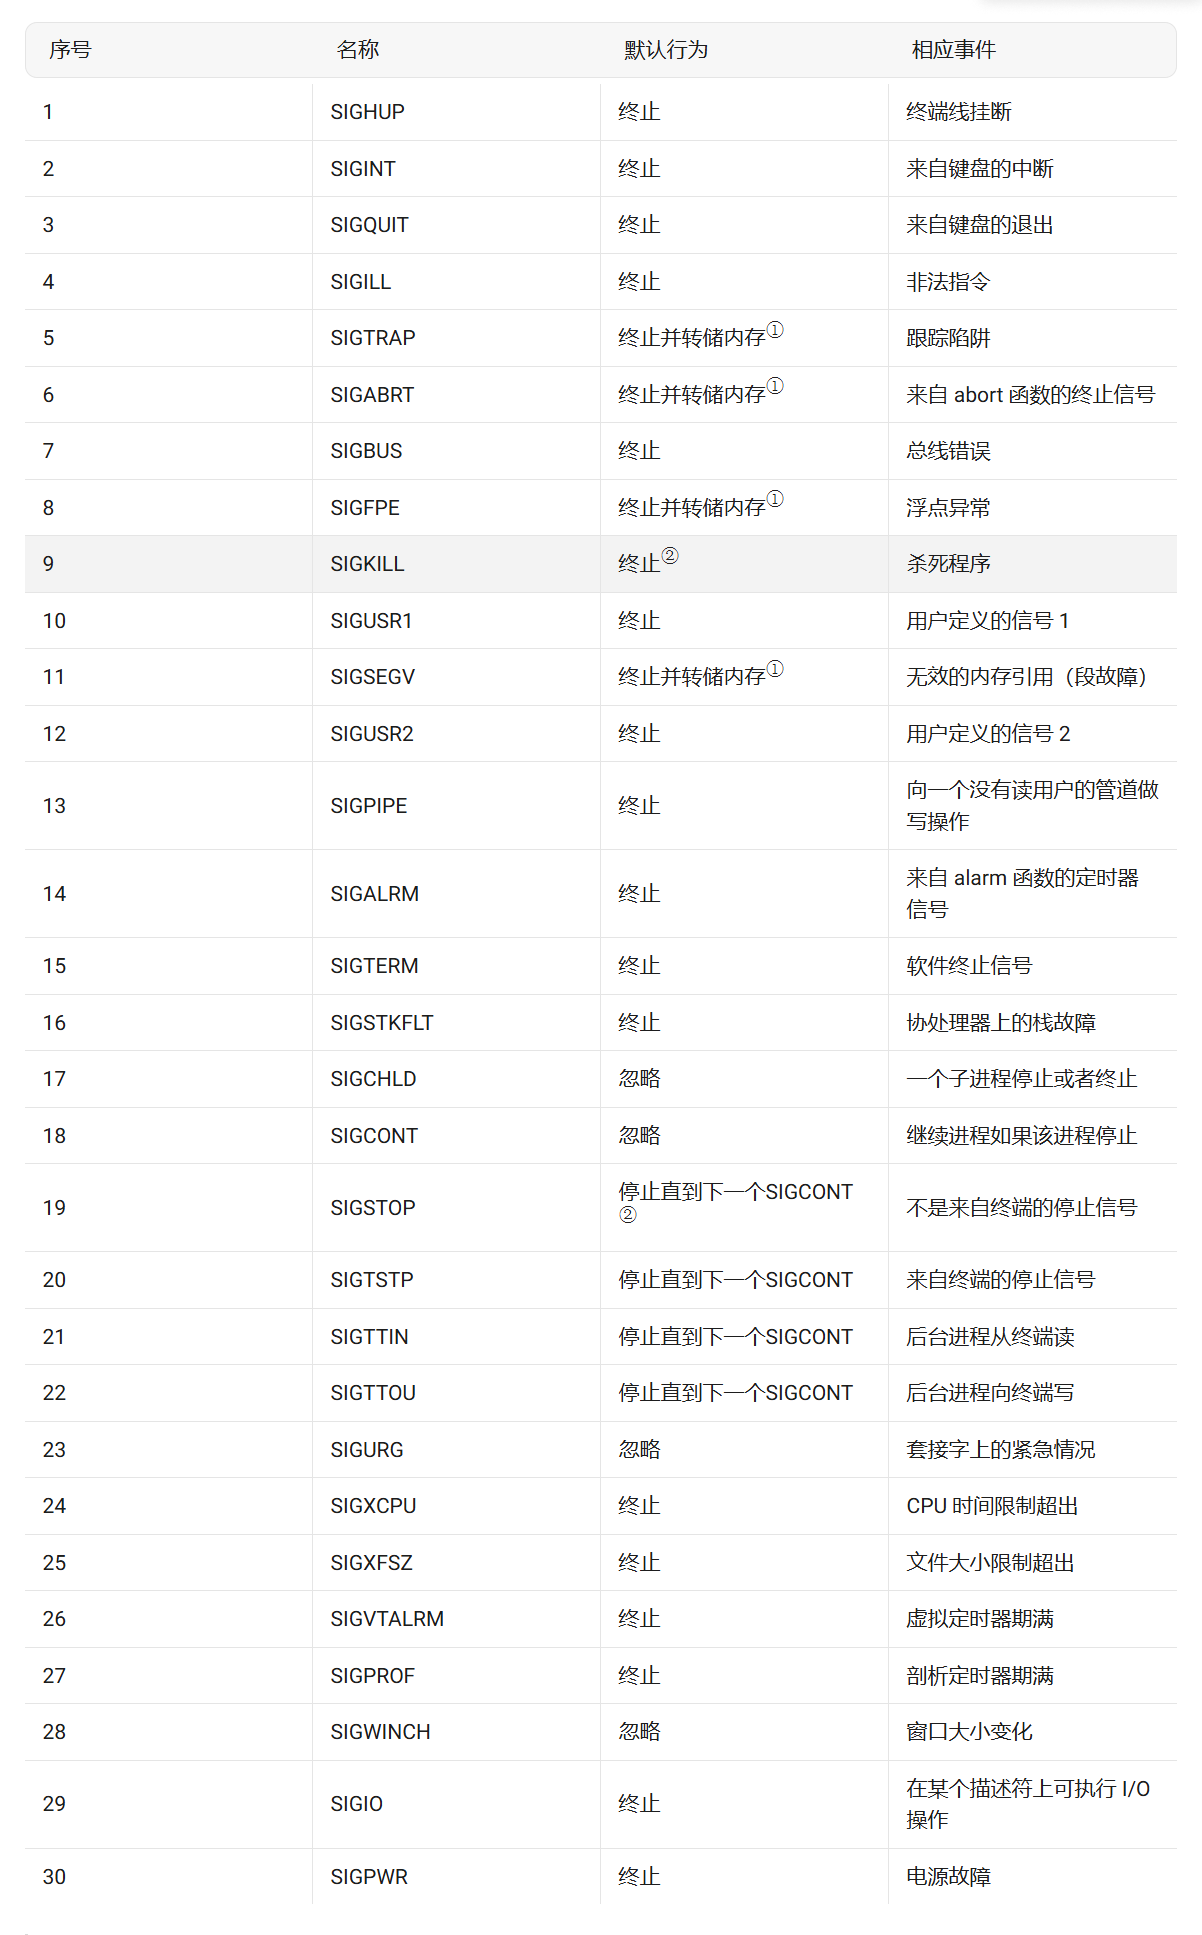 序号 名称 默认行为 相应事件
1 SIGHUP 终止 终端线挂断
2 SIGINT 终止 来自键盘的中断
3 SIGQUIT 终止 来自键盘的退出
4 SIGILL 终止 非法指令
5 SIGTRAP 终止并转储内存① 跟踪陷阱
6 SIGABRT 终止并转储内存① 来自 abort 函数的终止信号
7 SIGBUS 终止 总线错误
8 SIGFPE 终止并转储内存① 浮点异常
9 SIGKILL 终止② 杀死程序
10 SIGUSR1 终止 用户定义的信号 1
11 SIGSEGV 终止并转储内存① 无效的内存引用（段故障）
12 SIGUSR2 终止 用户定义的信号 2
13 SIGPIPE 终止 向一个没有读用户的管道做
写操作
14 SIGALRM 终止 来自 alarm 函数的定时器
信号
15 SIGTERM 终止 软件终止信号
16 SIGSTKFLT 终止 协处理器上的栈故障
17 SIGCHLD 忽略 一个子进程停止或者终止
18 SIGCONT 忽略 继续进程如果该进程停止
19 SIGSTOP 停止直到下一个SIGCONT 不是来自终端的停止信号
②
20 SIGTSTP 停止直到下一个SIGCONT 来自终端的停止信号
21 SIGTTIN 停止直到下一个SIGCONT 后台进程从终端读
22 SIGTTOU 停止直到下一个SIGCONT 后台进程向终端写
23 SIGURG 忽略 套接字上的紧急情况
24 SIGXCPU 终止 CPU 时间限制超出
25 SIGXFSZ 终止 文件大小限制超出
26 SIGVTALRM 终止 虚拟定时器期满
27 SIGPROF 终止 剖析定时器期满
28 SIGWINCH 忽略 窗口大小变化
29 SIGIO 终止 在某个描述符上可执行 I/O
操作
30 SIGPWR 终止 电源故障